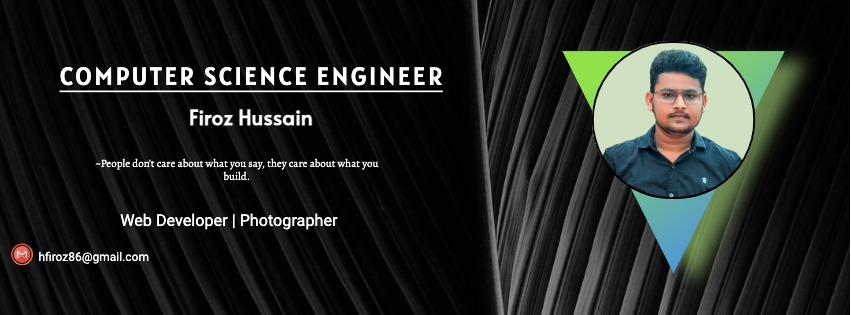 COMPUTER SCIENCE ENGINEER
Firoz Hussain
~People don't care about what you say, they care about what you
build.
Web Developer | Photographer
hfiroz86@gmail.com